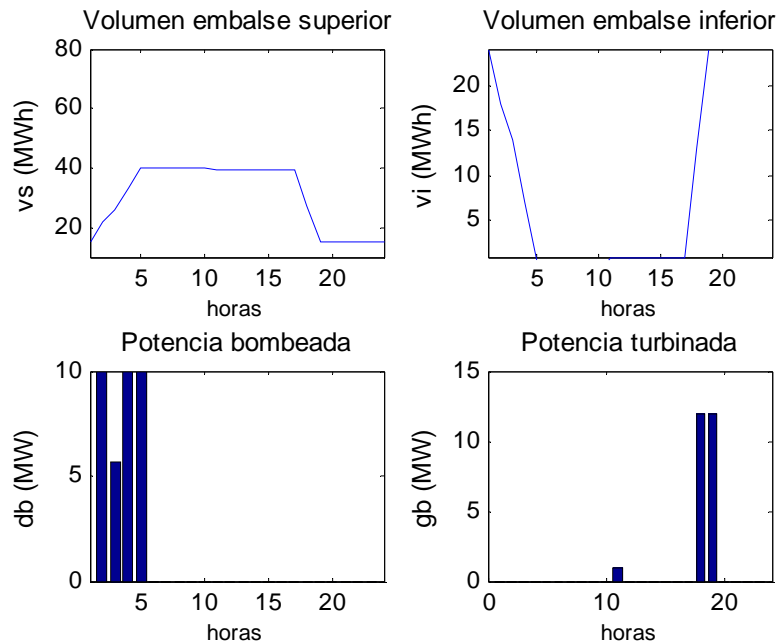 Volumen embalse superior
80
60
40
20
vs (MWh)
5
10
15
20
horas
Volumen embalse inferior
20
15
10
5
vi (MWh)
5
10
15
20
horas
Potencia bombeada
10
5
0
db (MW)
5
10
15
20
horas
Potencia turbinada
15
10
5
0
gb (MW)
0
10
20
horas